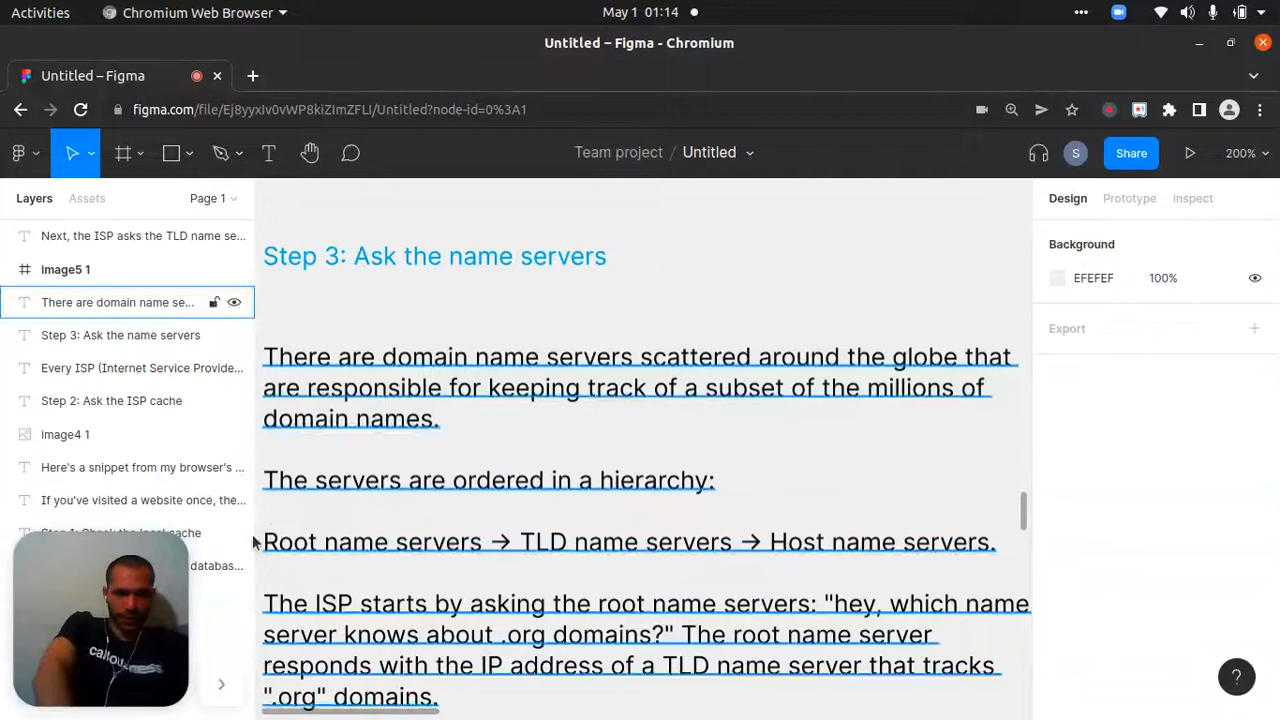 Activities
Chromium Web Browser
May 1 01:14
Untitled – Figma - Chromium
Untitled – Figma
figma.com/file/Ej8yyxIv0vWP8kiZImZFLI/Untitled?node-id=0%3A1
Team project / Untitled
S
Share
200%
Layers
Assets
Page 1
Design
Prototype
Inspect
Next, the ISP asks the TLD name se...
image5 1
There are domain name se...
Step 3: Ask the name servers
Every ISP (Internet Service Provide...
Step 2: Ask the ISP cache
image4 1
Here's a snippet from my browser's ...
If you've visited a website once, the...
Step 1: Check the local cache
databas...
Step 3: Ask the name servers
There are domain name servers scattered around the globe that
are responsible for keeping track of a subset of the millions of
domain names.
The servers are ordered in a hierarchy:
Root name servers → TLD name servers → Host name servers.
The ISP starts by asking the root name servers: "hey, which name
server knows about .org domains?" The root name server
responds with the IP address of a TLD name server that tracks
".org" domains.
Background
EFEFEF
100%
Export
?